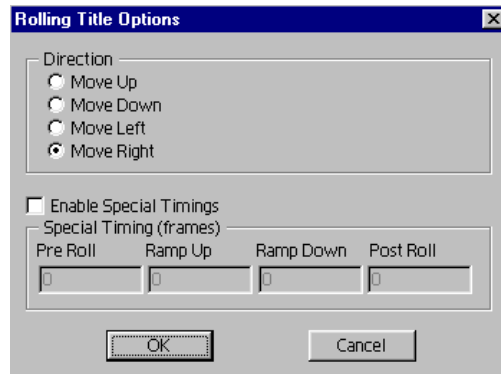 Rolling Title Options
Direction
Move Up
Move Down
Move Left
Move Right
Enable Special Timings
Special Timing (frames)
Pre Roll Ramp Up Ramp Down Post Roll
0 0 0 0
OK Cancel